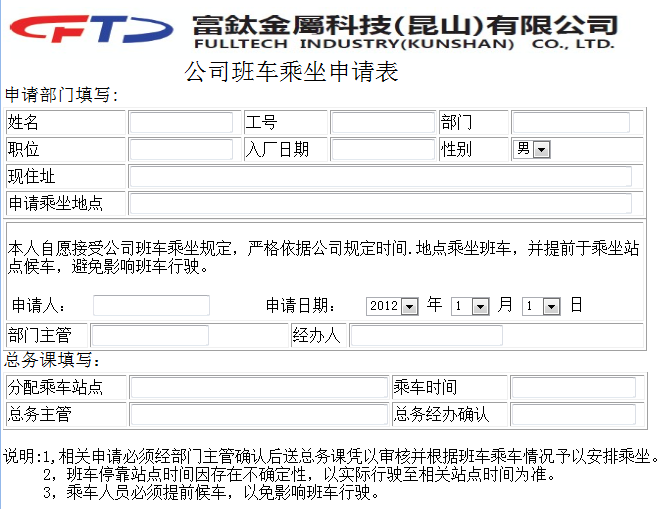 CFTD
富鈦金屬科技(昆山)有限公司
FULLTECH INDUSTRY(KUNSHAN) CO., LTD.
公司班车乘坐申请表
申请部门填写:
姓名 工号 部门
职位 入厂日期 性别 男
现住址
申请乘坐地点
本人自愿接受公司班车乘坐规定，严格依据公司规定时间.地点乘坐班车，并提前于乘坐站
点候车，避免影响班车行驶。
申请人： 申请日期： 2012 年 1 月 1 日
部门主管 经办人
总务课填写：
分配乘车站点 乘车时间
总务主管 总务经办确认
说明:1,相关申请必须经部门主管确认后送总务课凭以审核并根据班车乘车情况予以安排乘坐。
2，班车停靠站点时间因存在不确定性，以实际行驶至相关站点时间为准。
3，乘车人员必须提前候车，以免影响班车行驶。